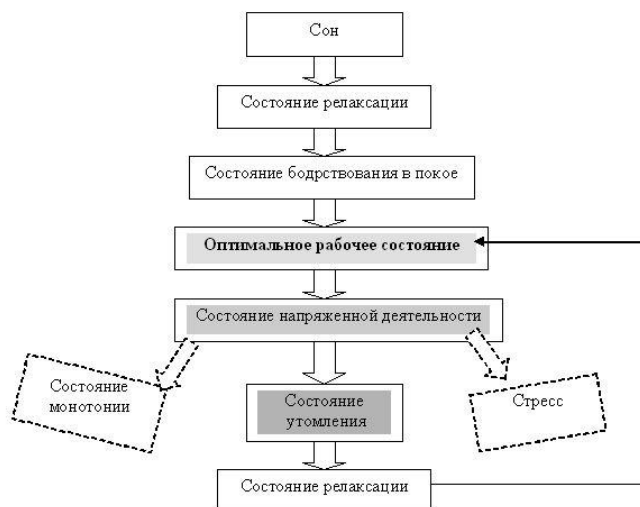 Сон
Состояние релаксации
Состояние бодрствования в покое
Оптимальное рабочее состояние
Состояние напряженной деятельности
Состояние
монотонии
Состояние
утомления
Стресс
Состояние релаксации